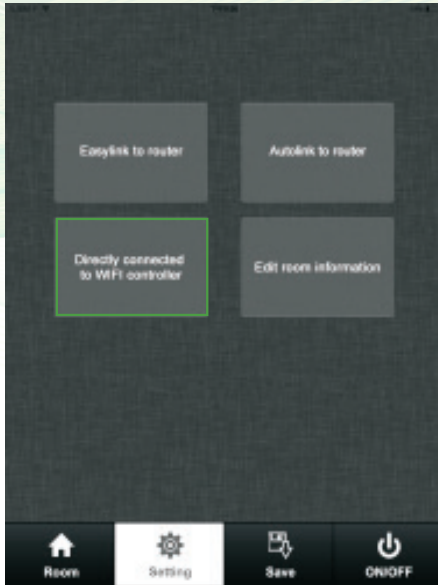 Easylink to router
Autolink to router
Directly connected
to WIFI controller
Edit room information
Room
Setting
Save
ON/OFF